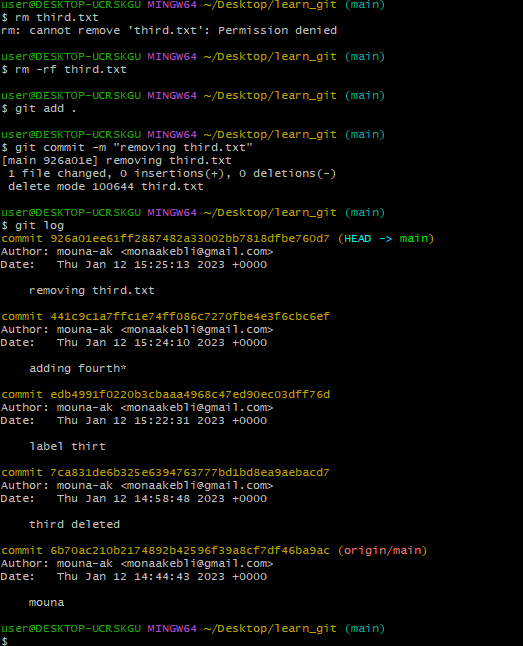 user@DESKTOP-UCRSKGU MINGW64 ~/Desktop/learn_git (main)
$ rm third.txt
rm: cannot remove 'third.txt': Permission denied
user@DESKTOP-UCRSKGU MINGW64 ~/Desktop/learn_git (main)
$ rm -rf third.txt
user@DESKTOP-UCRSKGU MINGW64 ~/Desktop/learn_git (main)
$ git add .
user@DESKTOP-UCRSKGU MINGW64 ~/Desktop/learn_git (main)
$ git commit -m "removing third.txt"
[main 926a01e] removing third.txt
 1 file changed, 0 insertions(+), 0 deletions(-)
 delete mode 100644 third.txt
user@DESKTOP-UCRSKGU MINGW64 ~/Desktop/learn_git (main)
$ git log
commit 926a01ee61ff2887482a33002bb7818dfbe760d7 (HEAD -> main)
Author: mouna-ak <monaakebli@gmail.com>
Date:   Thu Jan 12 15:25:13 2023 +0000
    removing third.txt
commit 441c9c1a7ffc1e74ff086c7270fbe4e3f6cbc6ef
Author: mouna-ak <monaakebli@gmail.com>
Date:   Thu Jan 12 15:24:10 2023 +0000
    adding fourth*
commit edb4991f0220b3cbaaa4968c47ed90ec03dff76d
Author: mouna-ak <monaakebli@gmail.com>
Date:   Thu Jan 12 15:22:31 2023 +0000
    label thirt
commit 7ca831de6b325e6394763777bd1bd8ea9aebacd7
Author: mouna-ak <monaakebli@gmail.com>
Date:   Thu Jan 12 14:58:48 2023 +0000
    third deleted
commit 6b70ac210b2174892b42596f39a8cf7df46ba9ac (origin/main)
Author: mouna-ak <monaakebli@gmail.com>
Date:   Thu Jan 12 14:44:43 2023 +0000
    mouna
user@DESKTOP-UCRSKGU MINGW64 ~/Desktop/learn_git (main)
$